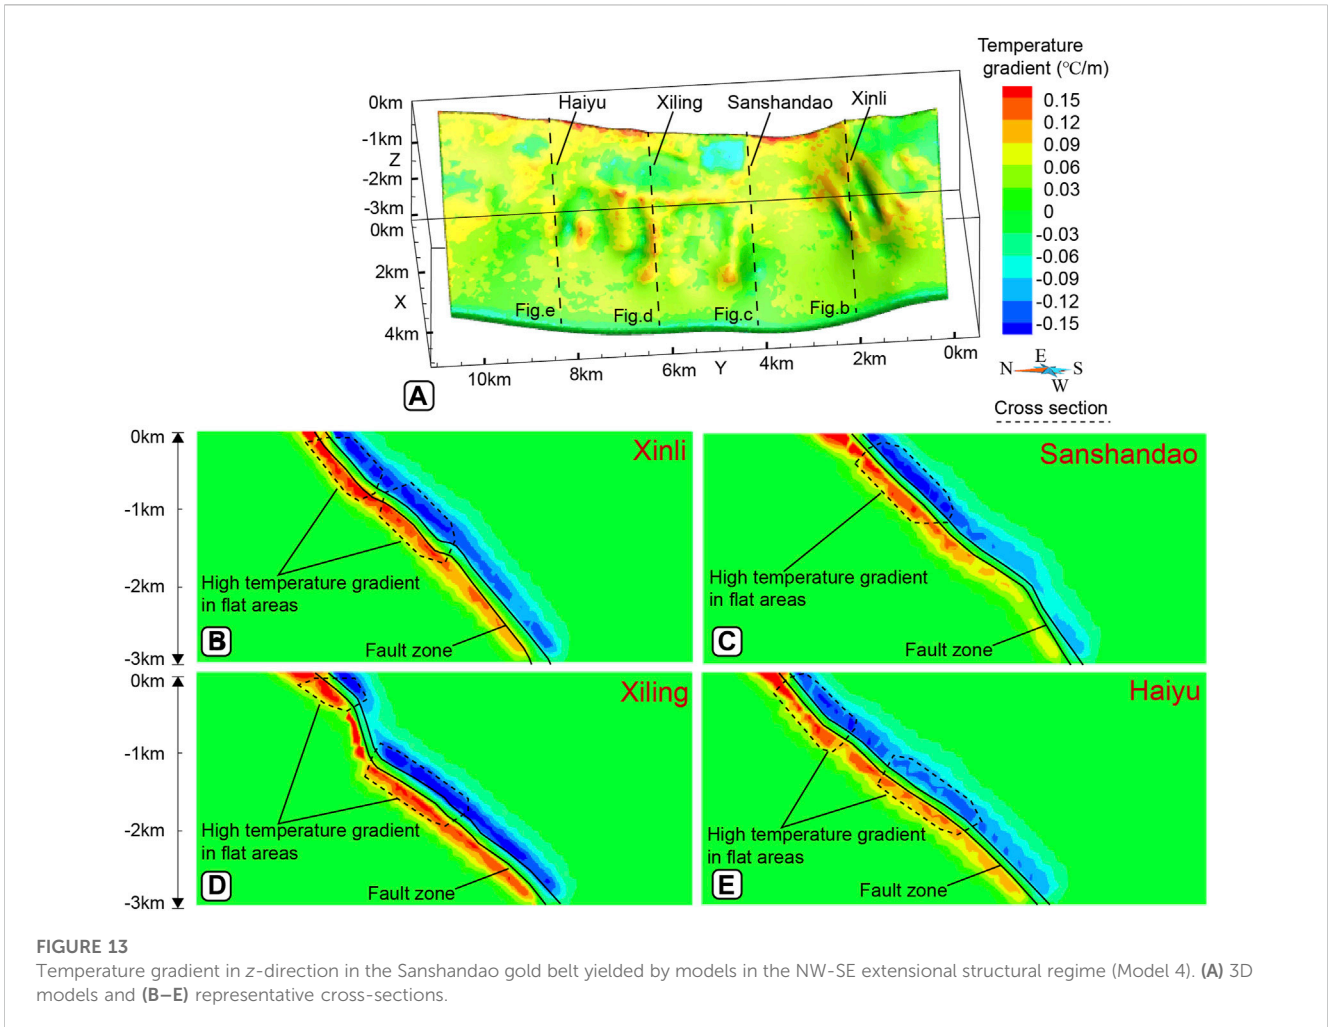 Temperature
gradient (°C/m)
0.15
0.12
0.09
0.06
0.03
0
-0.03
-0.06
-0.09
-0.12
-0.15
0km
-1km
Z
-2km
-3km
0km
2km
X
4km
Haiyu
Xiling
Sanshandao
Xinli
Fig.e
Fig.d
Fig.c
Fig.b
10km
8km
6km
Y
4km
2km
0km
N
E
S
W
Cross section
A
0km
-1km
-2km
-3km
Xinli
High temperature gradient
in flat areas
Fault zone
B
Sanshandao
High temperature gradient
in flat areas
Fault zone
C
0km
-1km
-2km
-3km
Xiling
High temperature gradient
in flat areas
Fault zone
D
Haiyu
High temperature gradient
in flat areas
Fault zone
E
FIGURE 13
Temperature gradient in z-direction in the Sanshandao gold belt yielded by models in the NW-SE extensional structural regime (Model 4). (A) 3D
models and (B–E) representative cross-sections.